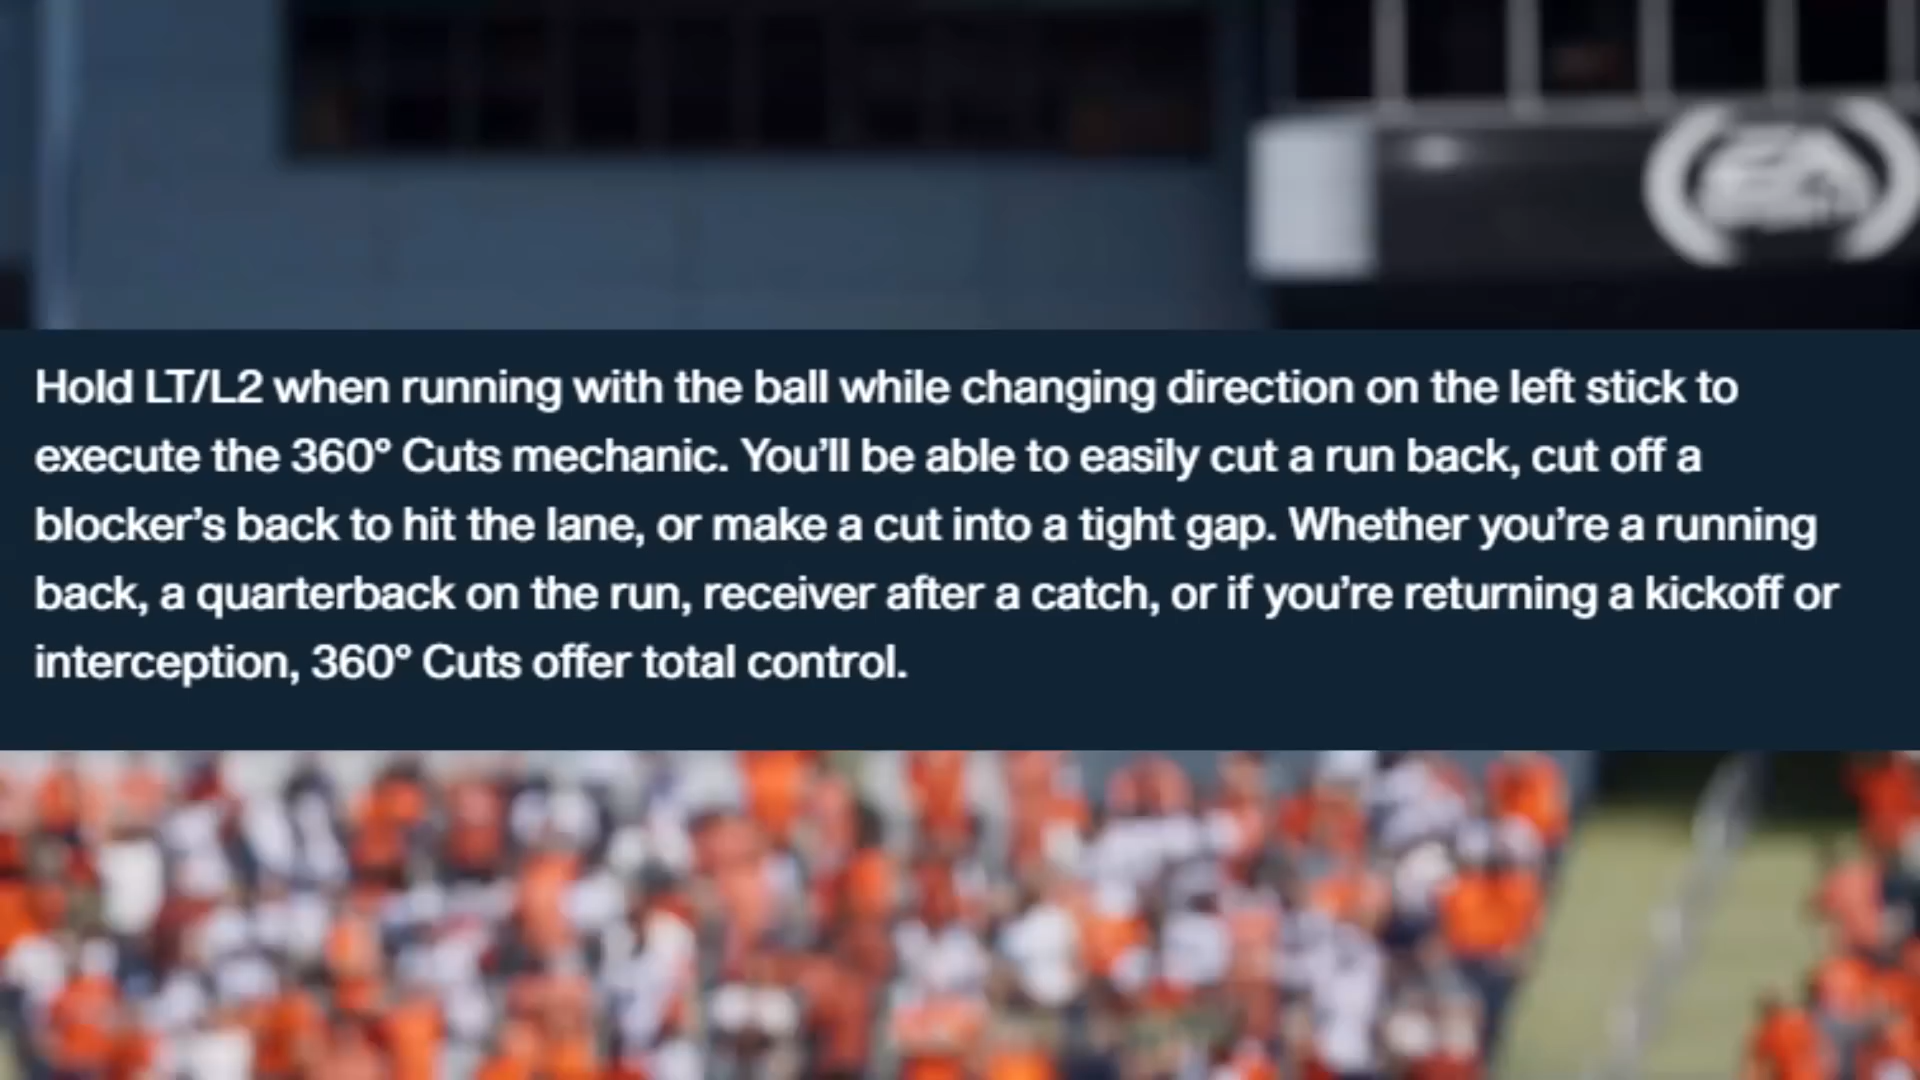 Hold LT/L2 when running with the ball while changing direction on the left stick to
execute the 360° Cuts mechanic. You’ll be able to easily cut a run back, cut off a
blocker’s back to hit the lane, or make a cut into a tight gap. Whether you’re a running
back, a quarterback on the run, receiver after a catch, or if you’re returning a kickoff or
interception, 360° Cuts offer total control.